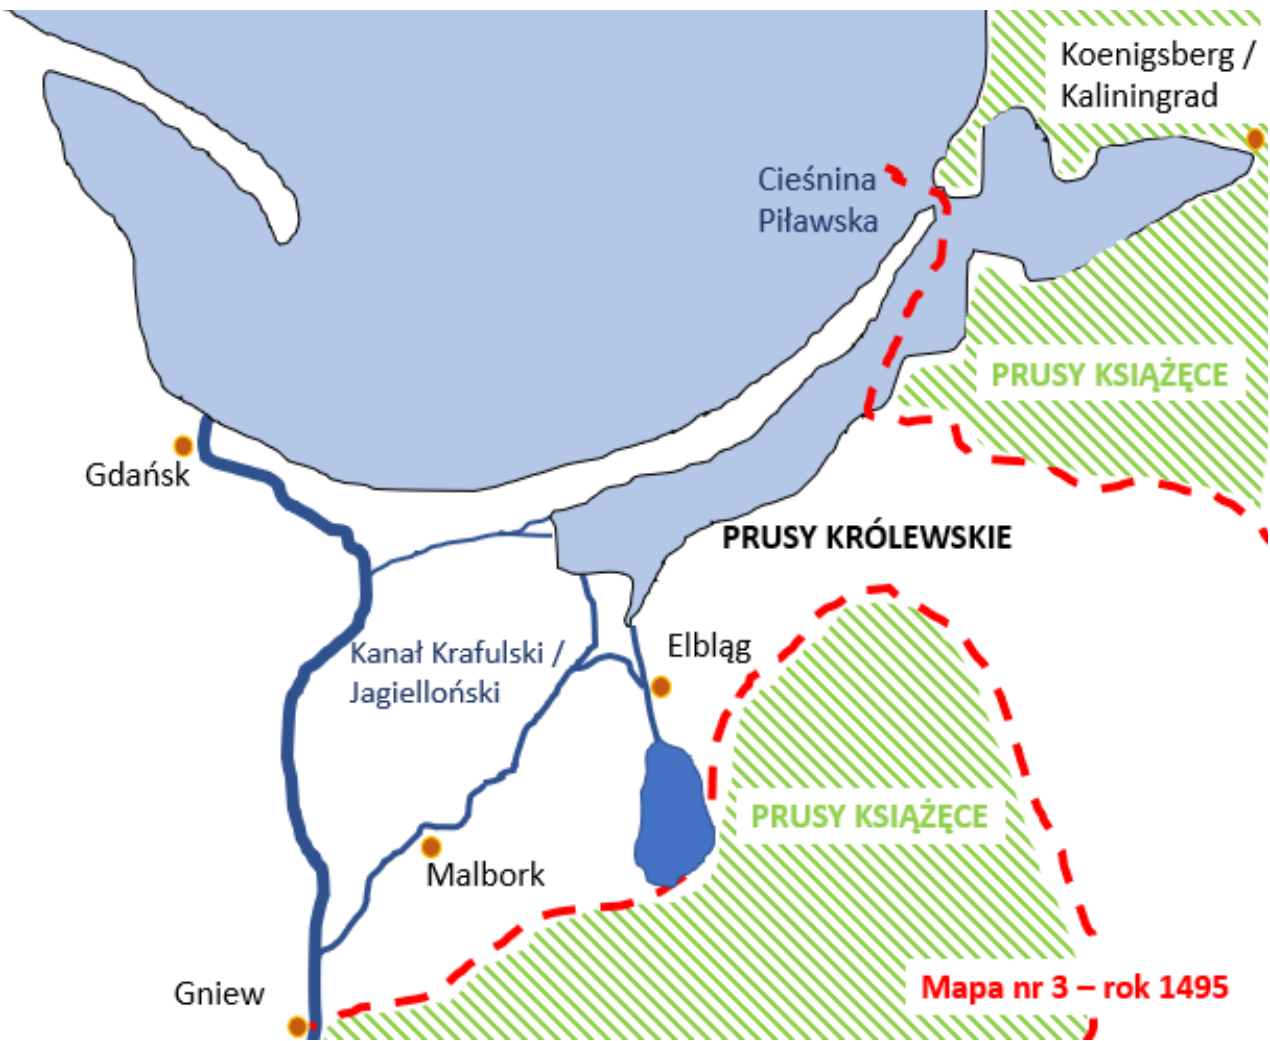 Koenigsberg /
Kaliningrad
Cieśnina
Piławska
PRUSY KSIĄŻĘCE
Gdańsk
PRUSY KRÓLEWSKIE
Kanał Krafulski /
Jagielloński
Elbląg
PRUSY KSIĄŻĘCE
Malbork
Gniew
Mapa nr 3 – rok 1495